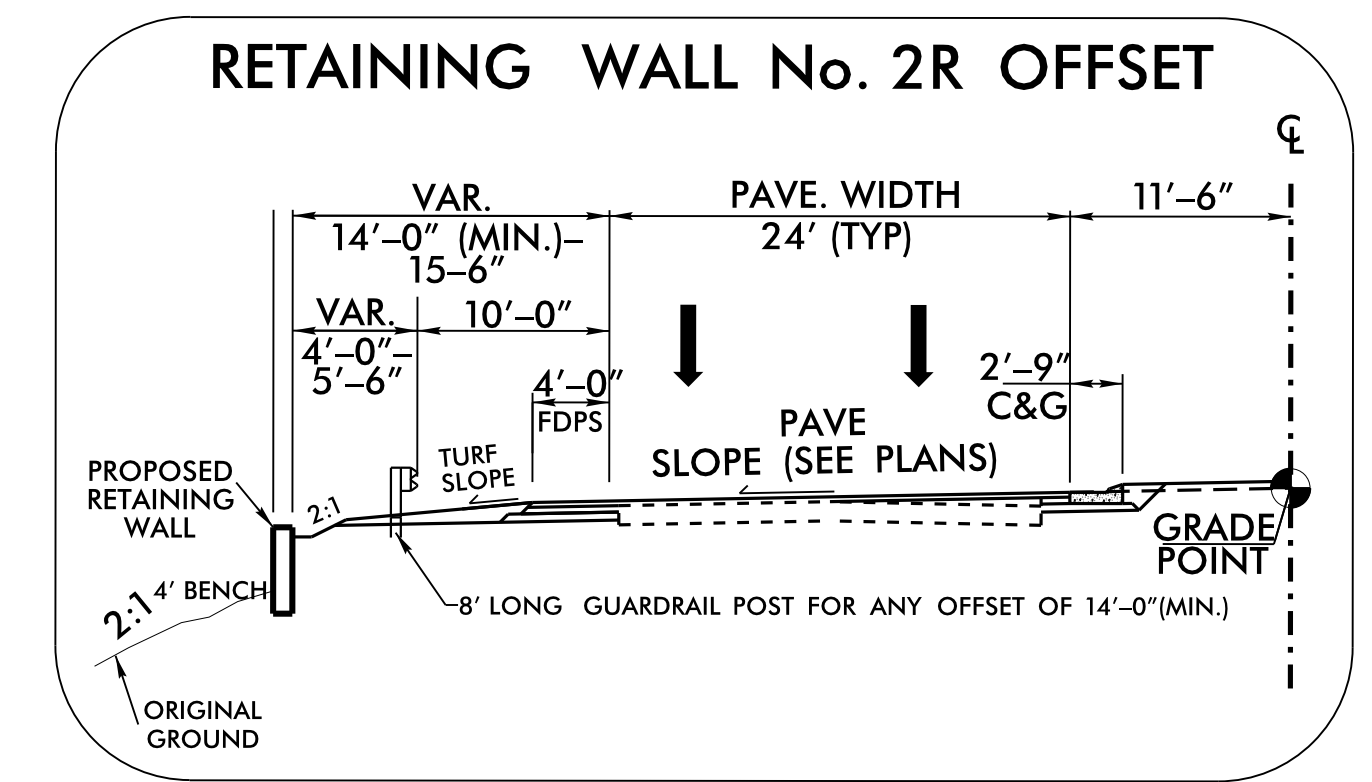 RETAINING WALL No. 2R OFFSET
℄
VAR.
14'–0" (MIN.)–
15–6"
PAVE. WIDTH
24' (TYP)
11'–6"
VAR.
4'–0"–
5'–6"
10'–0"
4'–0"
FDPS
2'–9"
C&G
PAVE
SLOPE (SEE PLANS)
TURF
SLOPE
PROPOSED
RETAINING
WALL
2:1
GRADE
POINT
4' BENCH
2:1
8' LONG GUARDRAIL POST FOR ANY OFFSET OF 14'–0"(MIN.)
ORIGINAL
GROUND